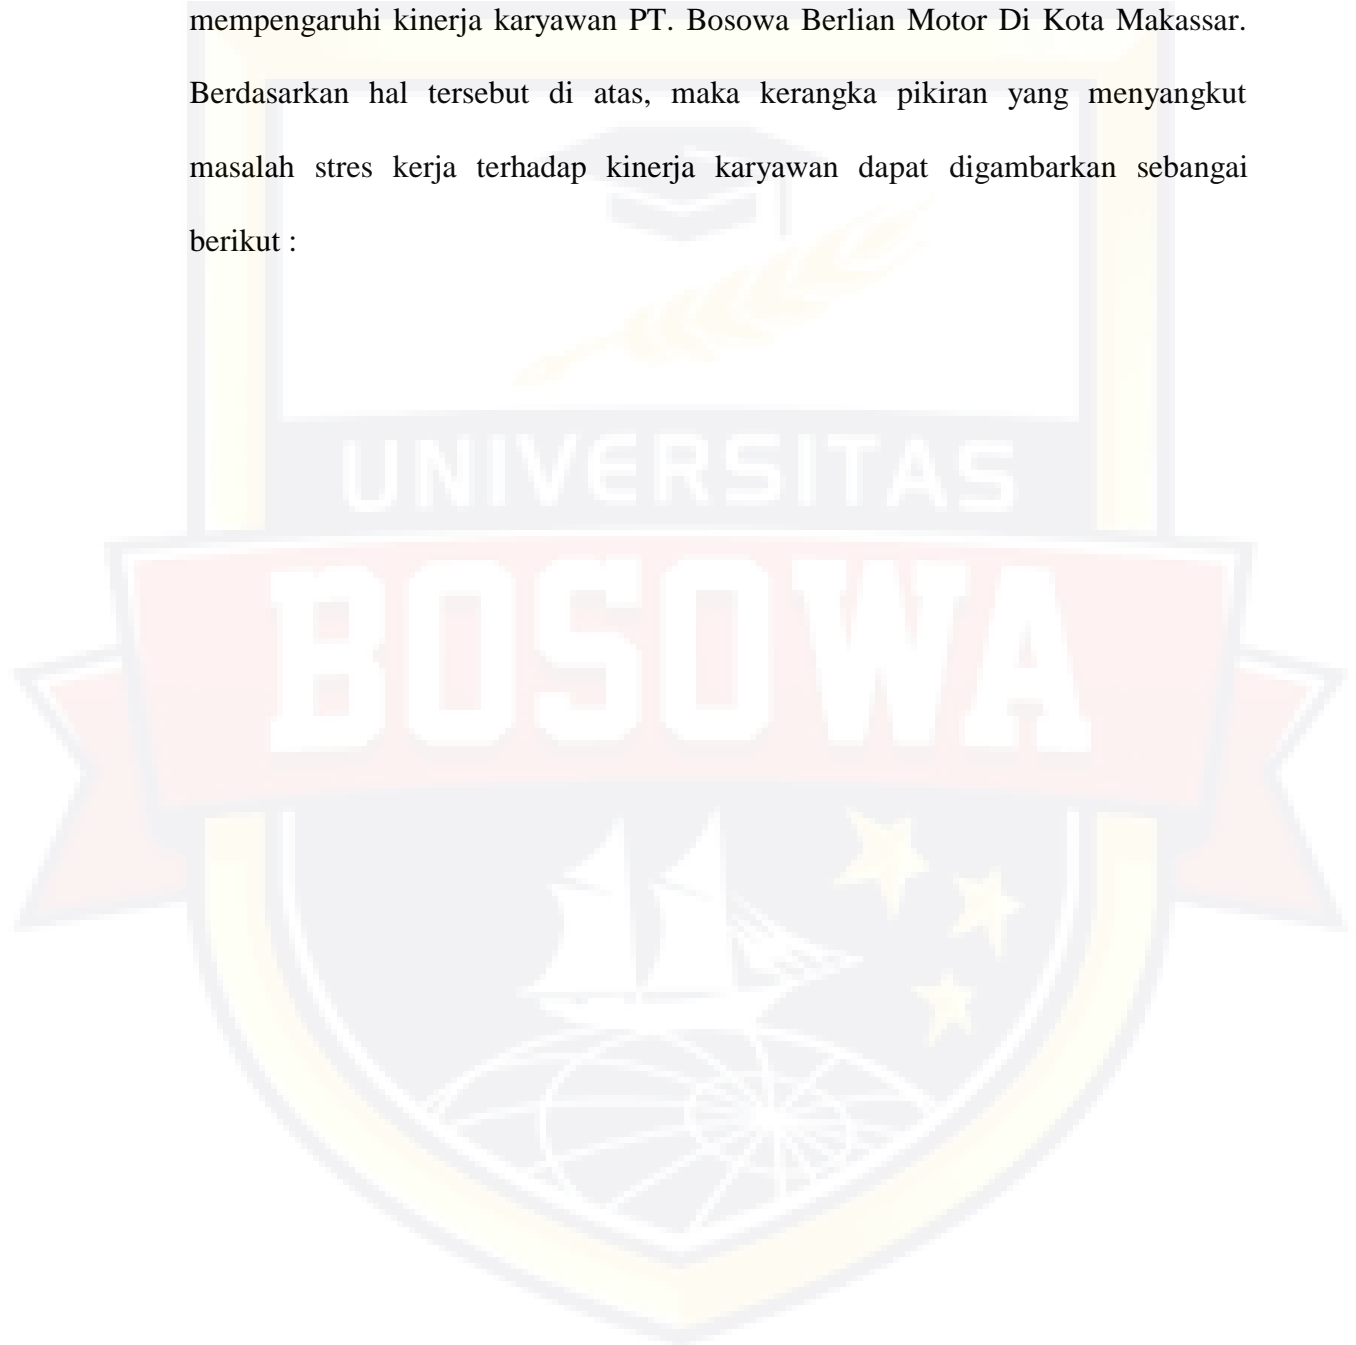 mempengaruhi kinerja karyawan PT. Bosowa Berlian Motor Di Kota Makassar.
Berdasarkan hal tersebut di atas, maka kerangka pikiran yang menyangkut
masalah stres kerja terhadap kinerja karyawan dapat digambarkan sebangai
berikut :
UNIVERSITAS
BOSOWA